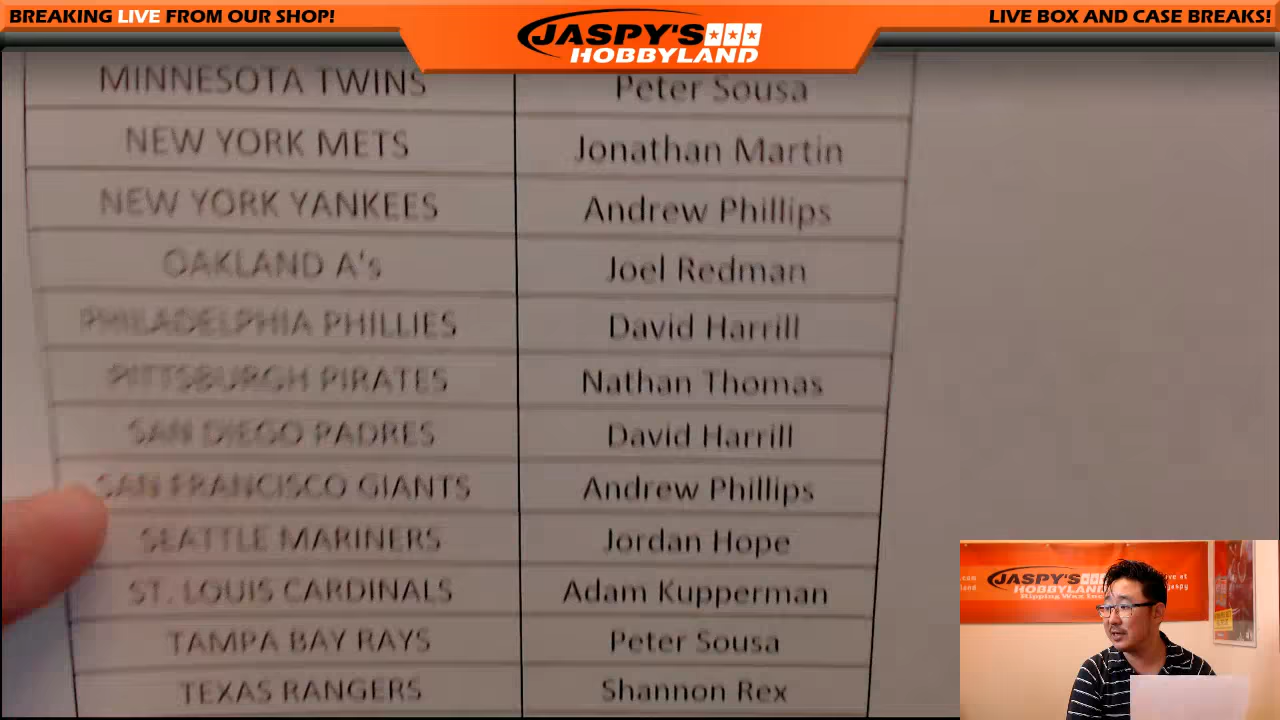 BREAKING LIVE FROM OUR SHOP!
JASPY'S
HOBBYLAND
LIVE BOX AND CASE BREAKS!
MINNESOTA TWINS Peter Sousa
NEW YORK METS Jonathan Martin
NEW YORK YANKEES Andrew Phillips
OAKLAND A's Joel Redman
PHILADELPHIA PHILLIES David Harrill
PITTSBURGH PIRATES Nathan Thomas
SAN DIEGO PADRES David Harrill
SAN FRANCISCO GIANTS Andrew Phillips
SEATTLE MARINERS Jordan Hope
ST. LOUIS CARDINALS Adam Kupperman
TAMPA BAY RAYS Peter Sousa
TEXAS RANGERS Shannon Rex
JASPY'S
HOBBYLAND